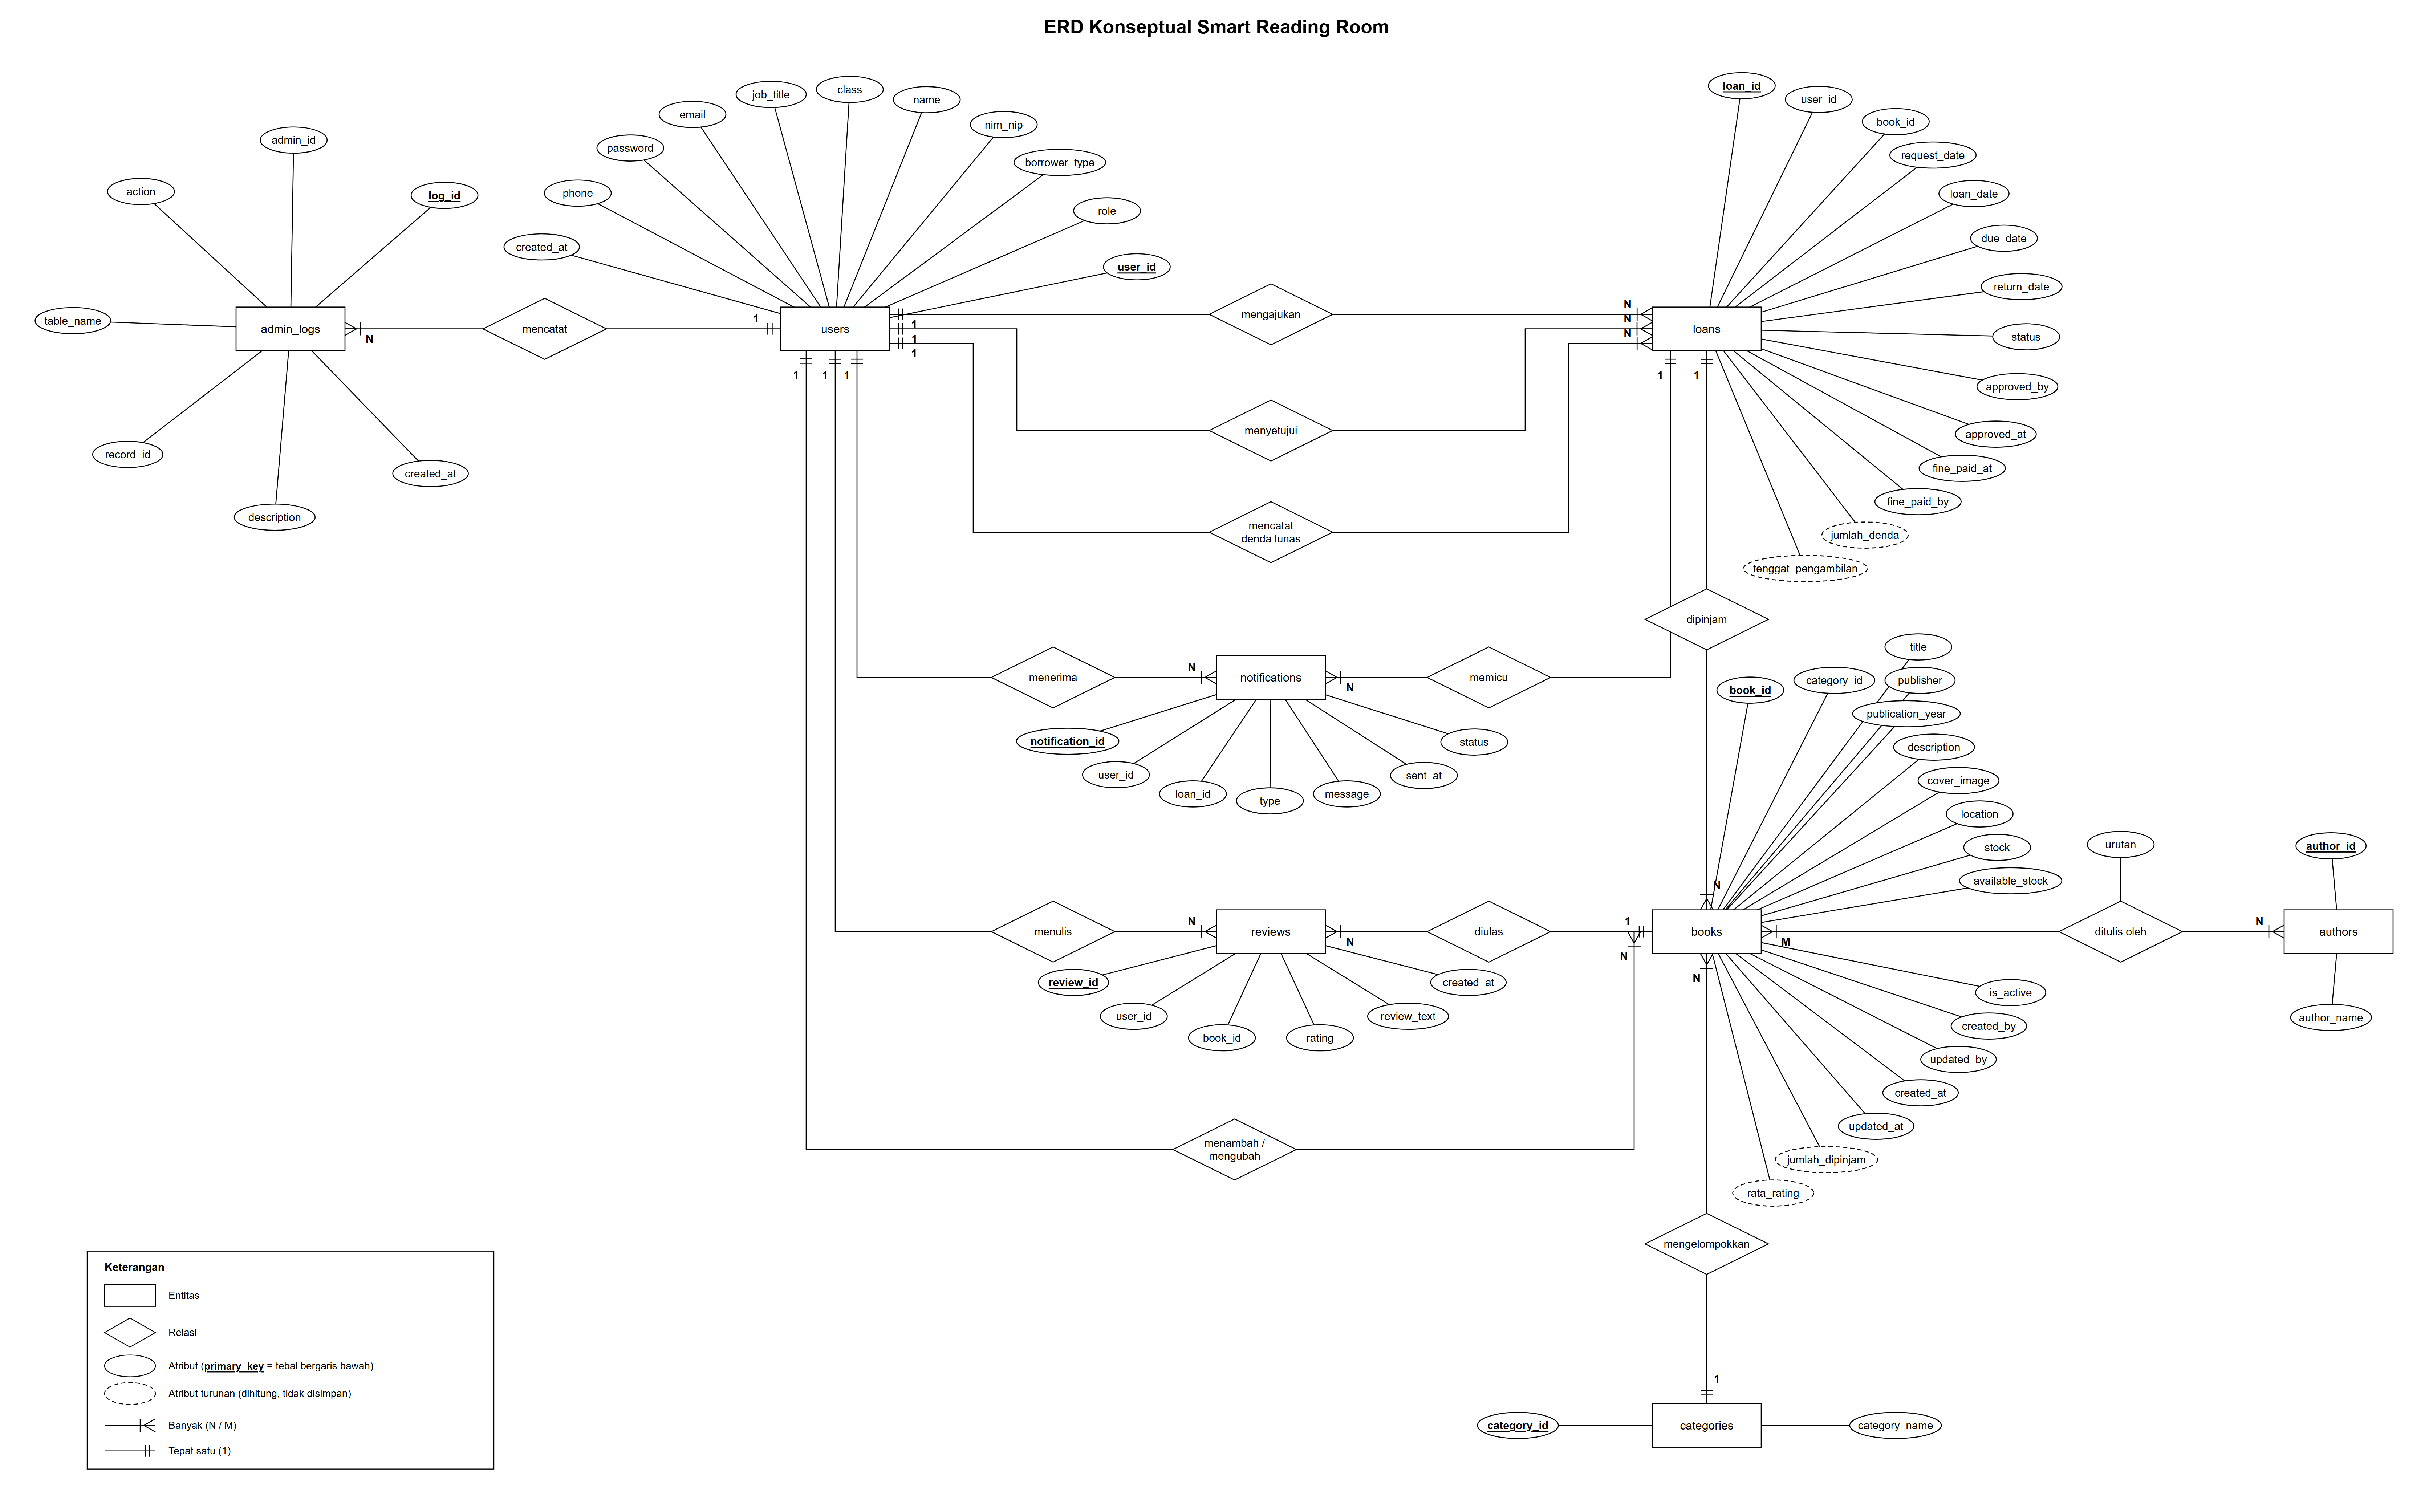 ERD Konseptual Smart Reading Room
admin_id
action
log_id
table_name
admin_logs
N
record_id
description
created_at
mencatat
1
created_at
phone
password
email
job_title
class
name
nim_nip
borrower_type
role
user_id
users
1
1
1
1
1
1
mengajukan
menyetujui
mencatat
denda lunas
N
N
N
loans
loan_id
user_id
book_id
request_date
loan_date
due_date
return_date
status
approved_by
approved_at
fine_paid_at
fine_paid_by
jumlah_denda
tenggat_pengambilan
1
1
dipinjam
menerima
N
notifications
N
memicu
notification_id
user_id
loan_id
type
message
sent_at
status
book_id
category_id
title
publisher
publication_year
description
cover_image
location
stock
available_stock
N
menulis
N
reviews
N
diulas
1
N
books
M
N
review_id
user_id
book_id
rating
review_text
created_at
urutan
ditulis oleh
N
authors
author_id
author_name
is_active
created_by
updated_by
created_at
updated_at
jumlah_dipinjam
rata_rating
menambah /
mengubah
mengelompokkan
1
category_id
categories
category_name
Keterangan
Entitas
Relasi
Atribut (primary_key = tebal bergaris bawah)
Atribut turunan (dihitung, tidak disimpan)
Banyak (N / M)
Tepat satu (1)